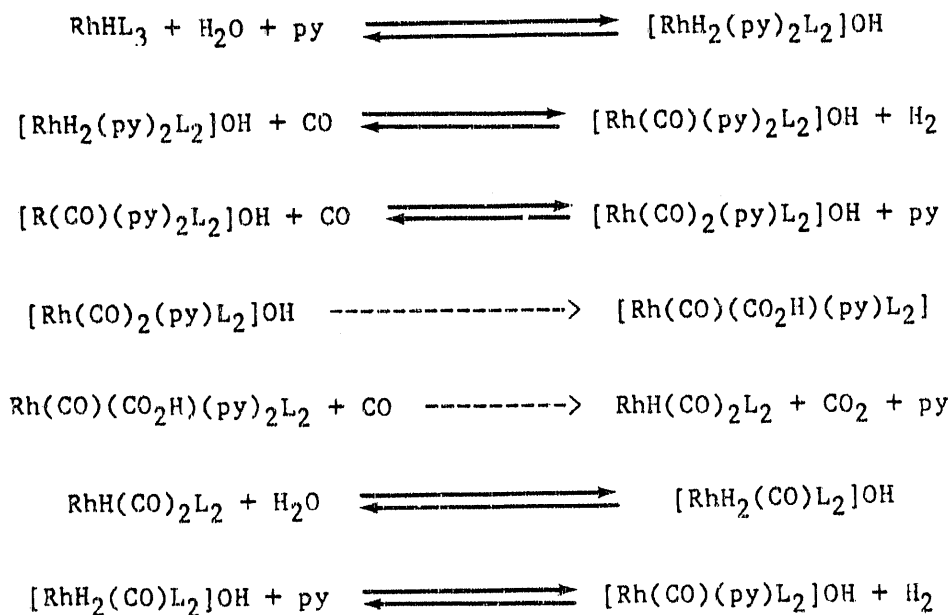 RhHL₃ + H₂O + py ⇌ [RhH₂(py)₂L₂]OH
[RhH₂(py)₂L₂]OH + CO ⇌ [Rh(CO)(py)₂L₂]OH + H₂
[R(CO)(py)₂L₂]OH + CO ⇌ [Rh(CO)₂(py)L₂]OH + py
[Rh(CO)₂(py)L₂]OH -----------> [Rh(CO)(CO₂H)(py)L₂]
Rh(CO)(CO₂H)(py)₂L₂ + CO --------> RhH(CO)₂L₂ + CO₂ + py
RhH(CO)₂L₂ + H₂O ⇌ [RhH₂(CO)L₂]OH
[RhH₂(CO)L₂]OH + py ⇌ [Rh(CO)(py)L₂]OH + H₂